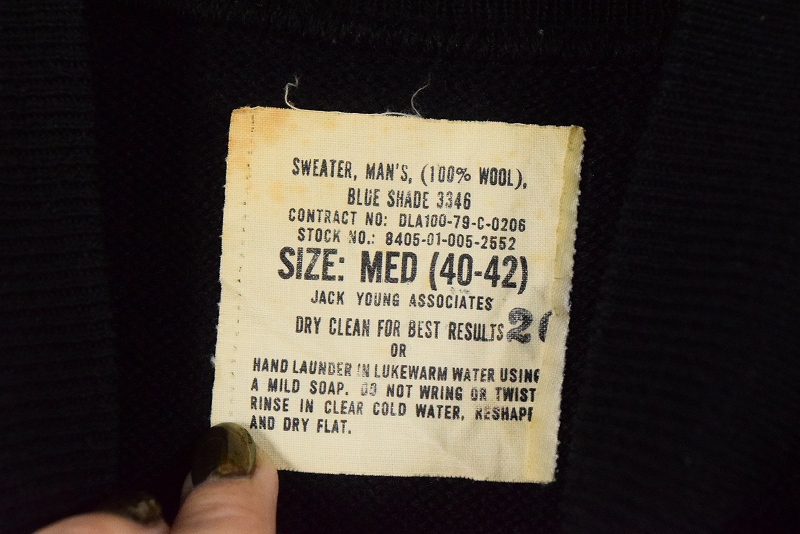 SWEATER, MAN'S, (100% WOOL),
BLUE SHADE 3346
CONTRACT NO: DLA100-79-C-0206
STOCK NO.: 8405-01-005-2552
SIZE: MED (40-42)
JACK YOUNG ASSOCIATES
DRY CLEAN FOR BEST RESULTS
OR
HAND LAUNDER IN LUKEWARM WATER USING
A MILD SOAP. DO NOT WRING OR TWIST
RINSE IN CLEAR COLD WATER, RESHAPE
AND DRY FLAT.